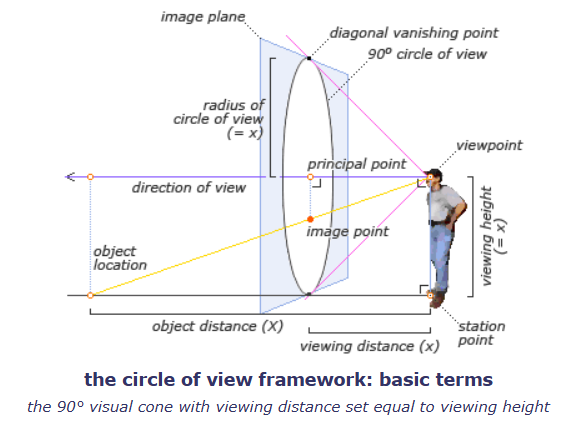 image plane
diagonal vanishing point
90° circle of view
radius of
circle of view
(= x)
viewpoint
principal point
direction of view
image point
viewing height
(= x)
object
location
object distance (X)
viewing distance (x)
station
point
the circle of view framework: basic terms
the 90° visual cone with viewing distance set equal to viewing height